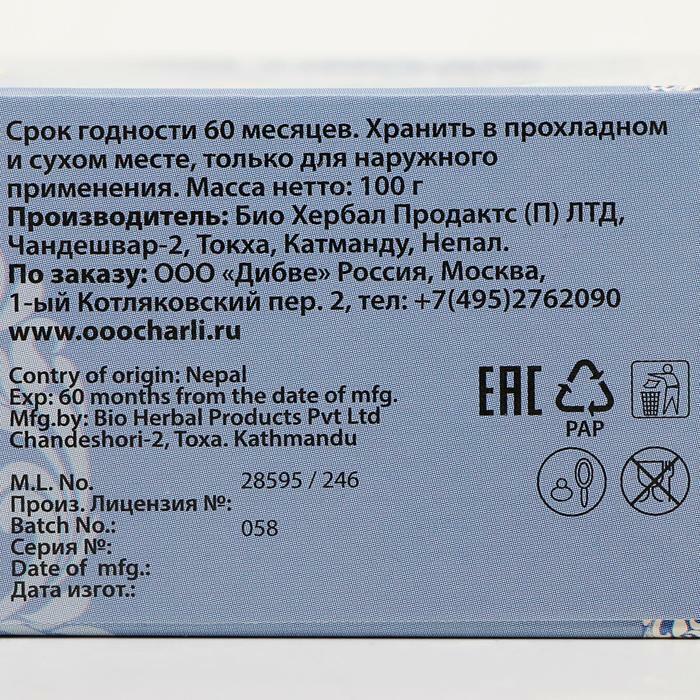 Срок годности 60 месяцев. Хранить в прохладном
и сухом месте, только для наружного
применения. Масса нетто: 100 г
Производитель: Био Хербал Продактс (П) ЛТД,
Чандешвар-2, Токха, Катманду, Непал.
По заказу: ООО «Дибве» Россия, Москва,
1-ый Котляковский пер. 2, тел: +7(495)2762090
www.ooocharli.ru
Contry of origin: Nepal
Exp: 60 months from the date of mfg.
Mfg.by: Bio Herbal Products Pvt Ltd
Chandeshori-2, Toxa. Kathmandu
EAC
PAP
M.L. No. 28595 / 246
Произ. Лицензия №:
Batch No.: 058
Серия №:
Date of mfg.:
Дата изгот.: